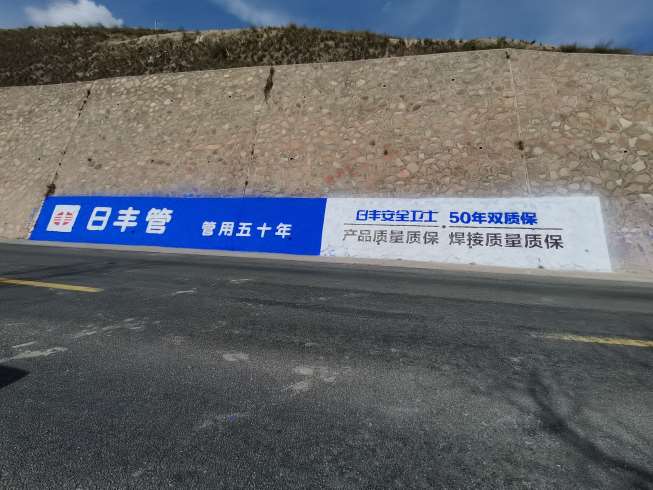 日丰管 管用五十年
日丰安全卫士 50年双质保
产品质量质保 焊接质量质保